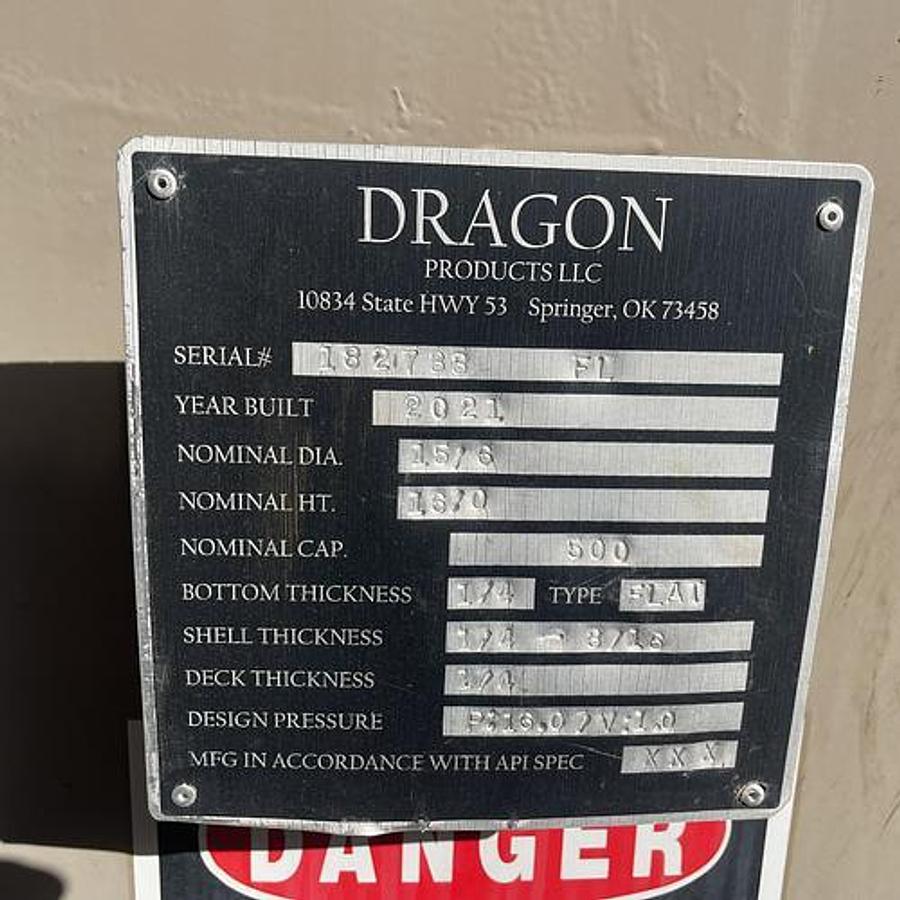 DRAGON
PRODUCTS LLC
10834 State HWY 53 Springer, OK 73458
SERIAL# FL
YEAR BUILT 2021
NOMINAL DIA. 15/6
NOMINAL HT. 16/0
NOMINAL CAP. 500
BOTTOM THICKNESS 1/4 TYPE FLAT
SHELL THICKNESS 1/4 - 3/16
DECK THICKNESS 1/4
DESIGN PRESSURE P:16.0/V:1.0
MFG IN ACCORDANCE WITH API SPEC XXX
DANGER